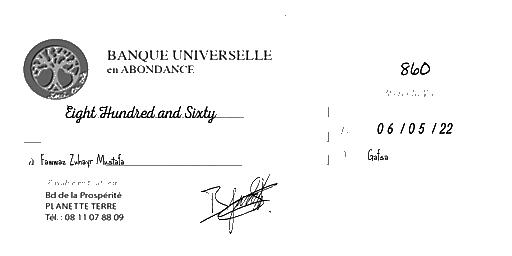 BANQUE UNIVERSELLE
en ABONDANCE
860
Eight Hundred and Sixty
06/05/22
à Fawwaz Zuhayr Mustafa
Gafsa
Bd de la Prospérité
PLANETTE TERRE
Tél. : 08 11 07 88 09